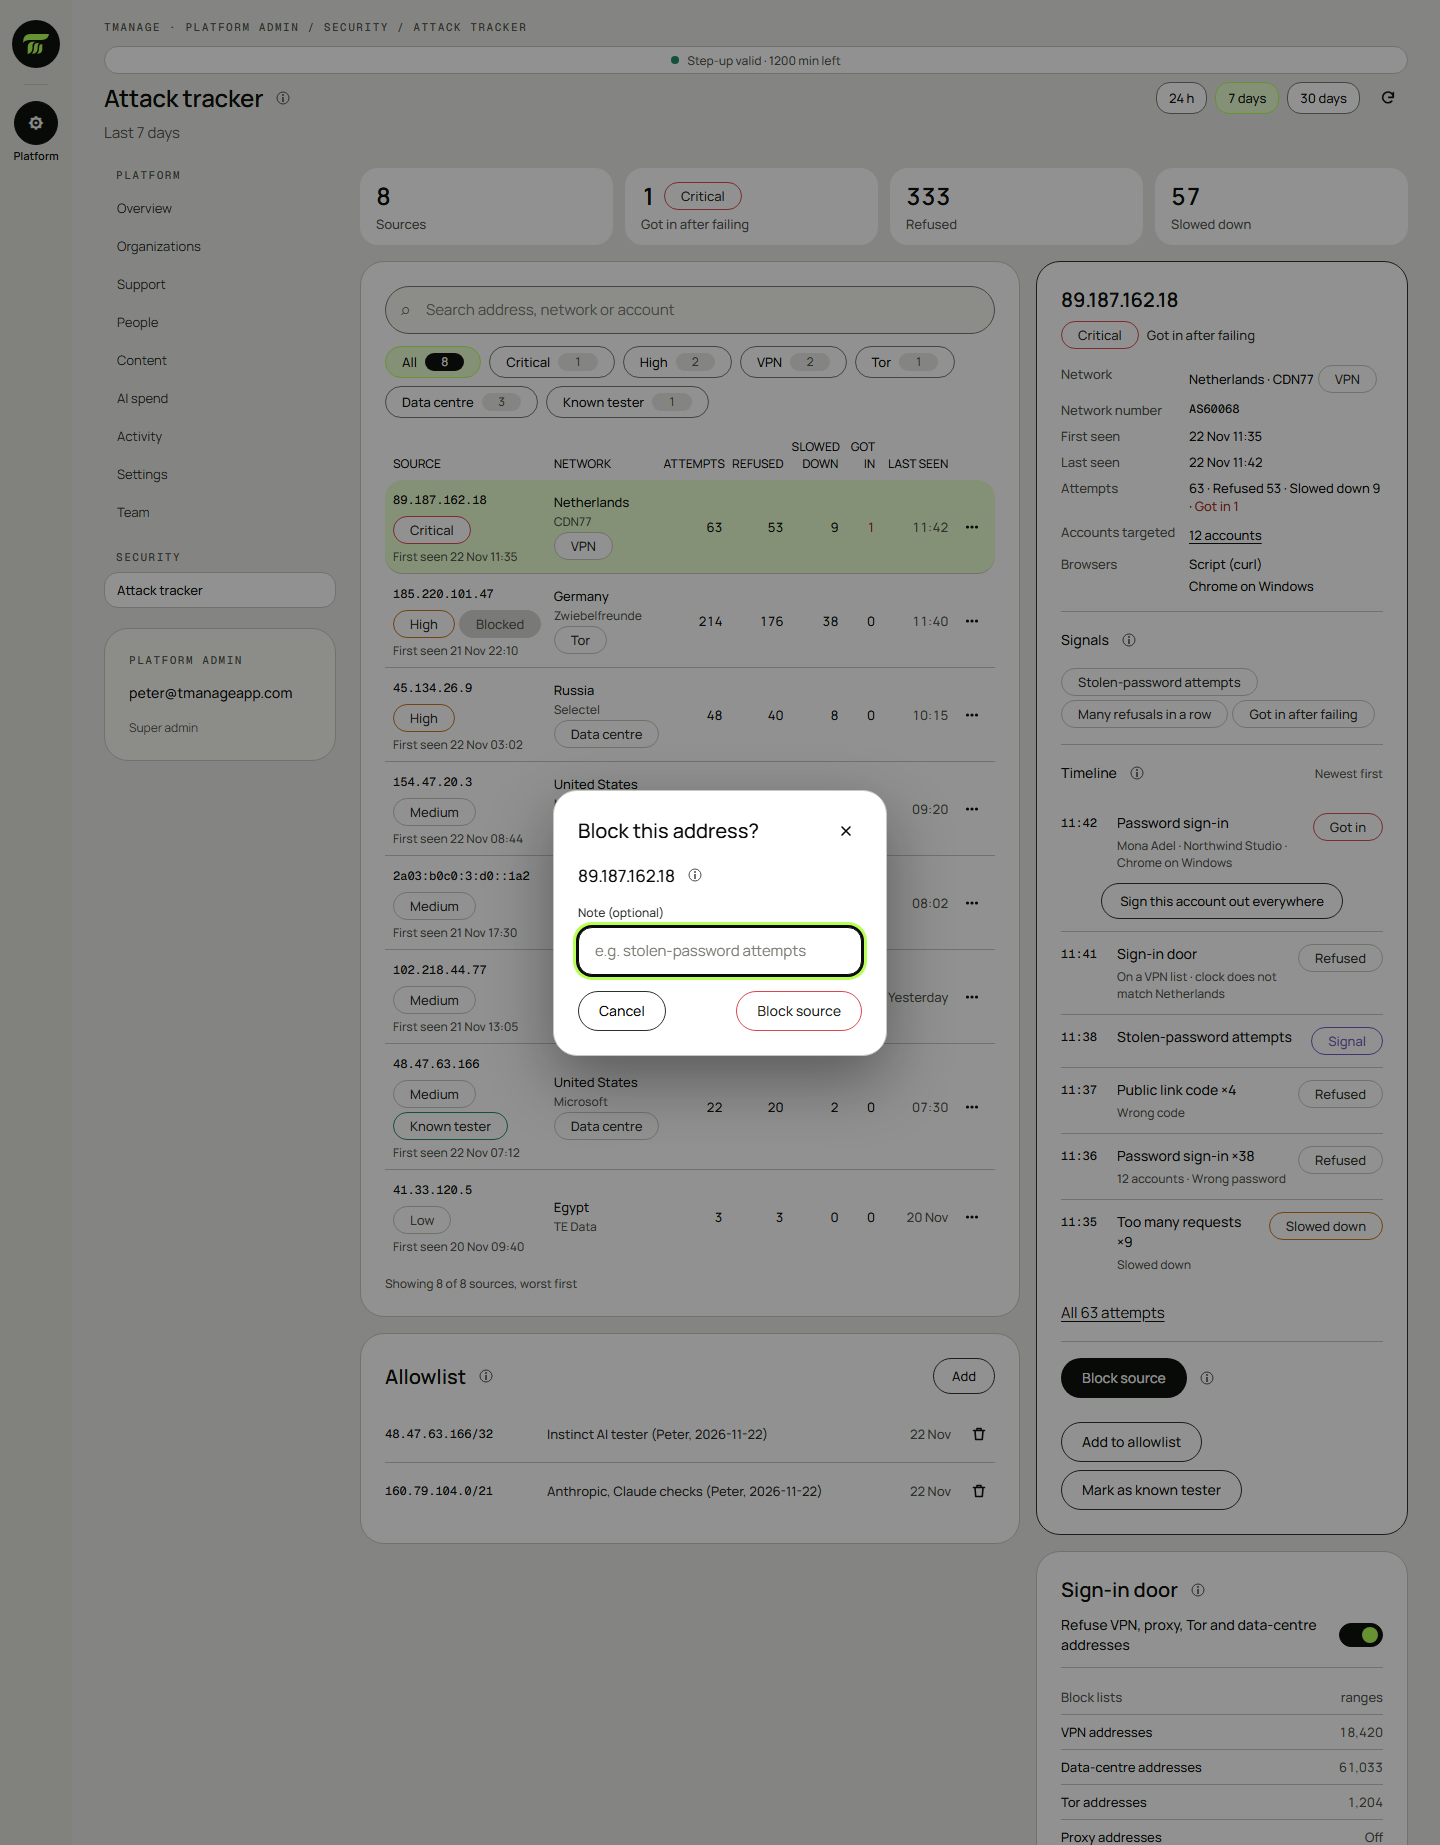 TMANAGE · PLATFORM ADMIN / SECURITY / ATTACK TRACKER
Step-up valid · 1200 min left
Attack tracker
24 h
7 days
30 days
Last 7 days
Platform
PLATFORM
Overview
Organizations
Support
People
Content
AI spend
Activity
Settings
Team
SECURITY
Attack tracker
PLATFORM ADMIN
peter@tmanageapp.com
Super admin
8
Sources
1 Critical
Got in after failing
333
Refused
57
Slowed down
Search address, network or account
All 8
Critical 1
High 2
VPN 2
Tor 1
Data centre 3
Known tester 1
SOURCE NETWORK ATTEMPTS REFUSED SLOWED DOWN GOT IN LAST SEEN
89.187.162.18
Critical
First seen 22 Nov 11:35
Netherlands
CDN77
VPN
63 53 9 1 11:42
185.220.101.47
High Blocked
First seen 21 Nov 22:10
Germany
Zwiebelfreunde
Tor
214 176 38 0 11:40
45.134.26.9
High
First seen 22 Nov 03:02
Russia
Selectel
Data centre
48 40 8 0 10:15
154.47.20.3
Medium
First seen 22 Nov 08:44
United States
09:20
2a03:b0c0:3:d0::1a2
Medium
First seen 21 Nov 17:30
08:02
102.218.44.77
Medium
First seen 21 Nov 13:05
Yesterday
48.47.63.166
Medium
Known tester
First seen 22 Nov 07:12
United States
Microsoft
Data centre
22 20 2 0 07:30
41.33.120.5
Low
First seen 20 Nov 09:40
Egypt
TE Data
3 3 0 0 20 Nov
Showing 8 of 8 sources, worst first
Allowlist
Add
48.47.63.166/32 Instinct AI tester (Peter, 2026-11-22) 22 Nov
160.79.104.0/21 Anthropic, Claude checks (Peter, 2026-11-22) 22 Nov
Block this address?
89.187.162.18
Note (optional)
e.g. stolen-password attempts
Cancel
Block source
89.187.162.18
Critical Got in after failing
Network Netherlands · CDN77 VPN
Network number AS60068
First seen 22 Nov 11:35
Last seen 22 Nov 11:42
Attempts 63 · Refused 53 · Slowed down 9
· Got in 1
Accounts targeted 12 accounts
Browsers Script (curl)
Chrome on Windows
Signals
Stolen-password attempts
Many refusals in a row
Got in after failing
Timeline
Newest first
11:42 Password sign-in Got in
Mona Adel · Northwind Studio ·
Chrome on Windows
Sign this account out everywhere
11:41 Sign-in door Refused
On a VPN list · clock does not
match Netherlands
11:38 Stolen-password attempts Signal
11:37 Public link code ×4 Refused
Wrong code
11:36 Password sign-in ×38 Refused
12 accounts · Wrong password
11:35 Too many requests Slowed down
×9
Slowed down
All 63 attempts
Block source
Add to allowlist
Mark as known tester
Sign-in door
Refuse VPN, proxy, Tor and data-centre
addresses
Block lists ranges
VPN addresses 18,420
Data-centre addresses 61,033
Tor addresses 1,204
Proxy addresses Off